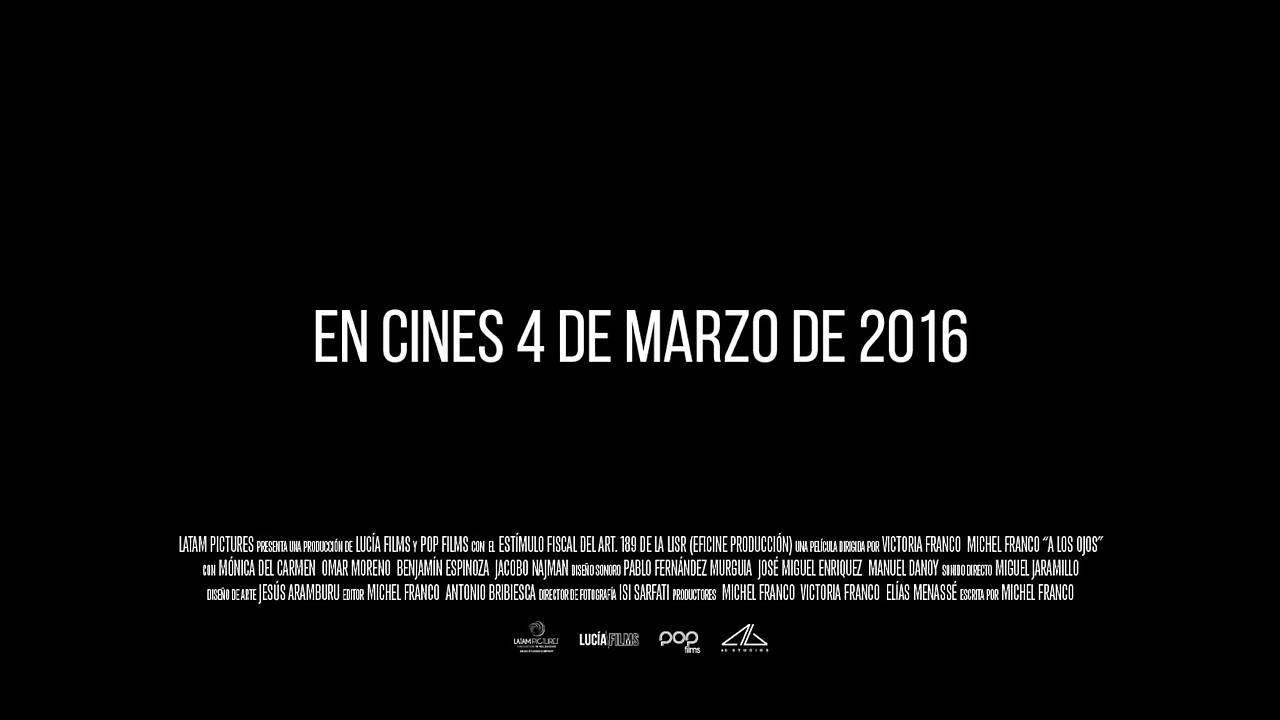 EN CINES 4 DE MARZO DE 2016
LATAM PICTURES PRESENTA UNA PRODUCCIÓN DE LUCÍA FILMS Y POP FILMS CON EL ESTÍMULO FISCAL DEL ART. 189 DE LA LISR (EFICINE PRODUCCIÓN) UNA PELÍCULA DIRIGIDA POR VICTORIA FRANCO MICHEL FRANCO “A LOS OJOS”
CON MÓNICA DEL CARMEN OMAR MORENO BENJAMÍN ESPINOZA JACOBO NAJMAN DISEÑO SONORO PABLO FERNÁNDEZ MURGUIA JOSÉ MIGUEL ENRIQUEZ MANUEL DANOY SONIDO DIRECTO MIGUEL JARAMILLO
DISEÑO DE ARTE JESÚS ARAMBURU EDITOR MICHEL FRANCO ANTONIO BRIBIESCA DIRECTOR DE FOTOGRAFÍA ISI SARFATI PRODUCTORES MICHEL FRANCO VICTORIA FRANCO ELÍAS MENASSÉ ESCRITA POR MICHEL FRANCO
LATAM PICTURES LUCÍA FILMS POP films AG STUDIOS